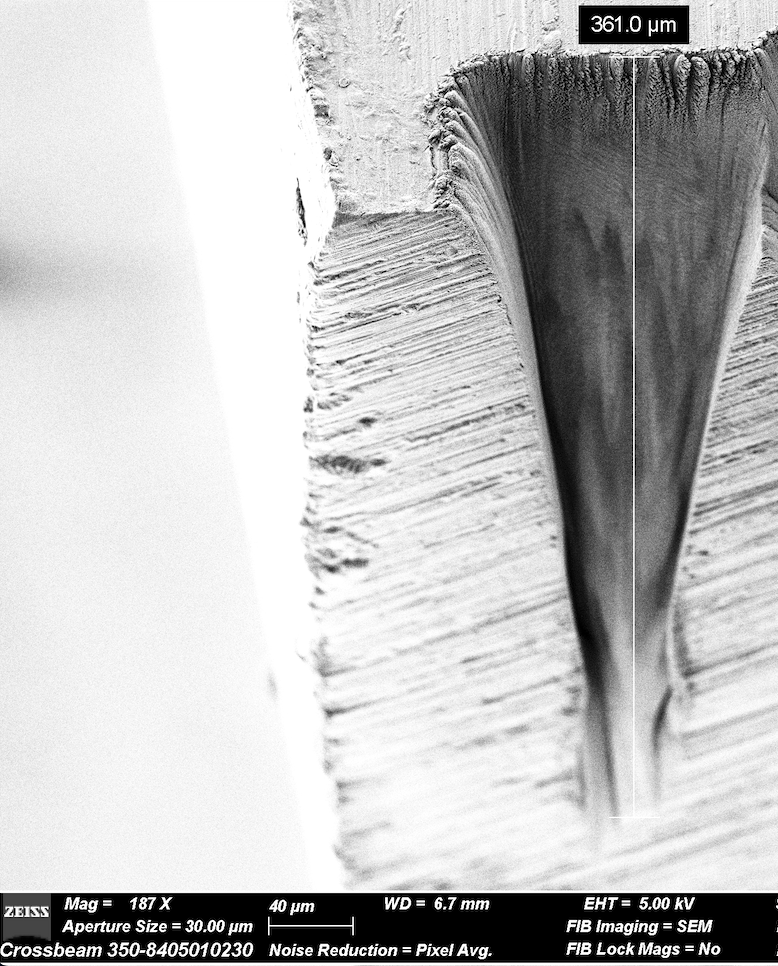 361.0 µm
ZEISS
Mag = 187 X
40 µm
WD = 6.7 mm
EHT = 5.00 kV
Aperture Size = 30.00 µm
FIB Imaging = SEM
Crossbeam 350-8405010230
Noise Reduction = Pixel Avg.
FIB Lock Mags = No